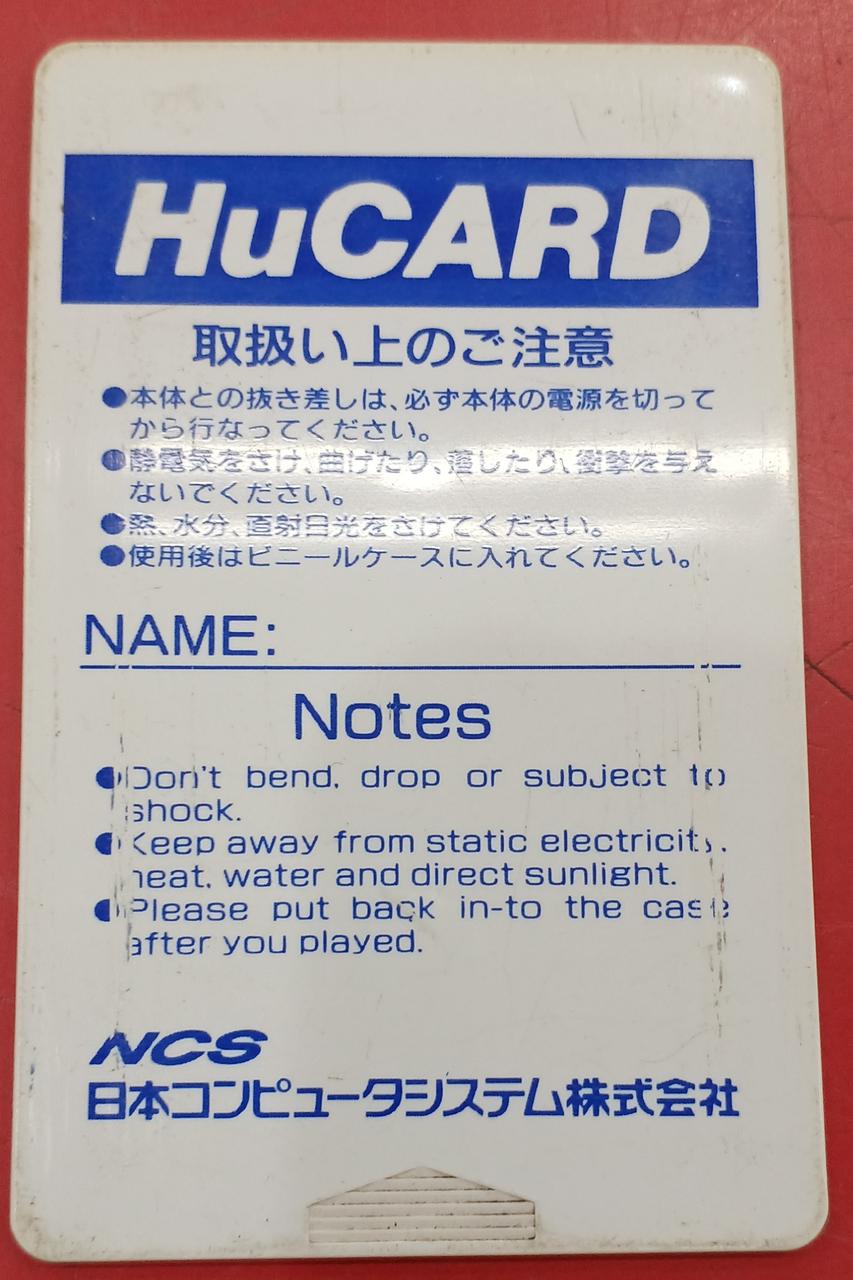 HuCARD
取扱い上のご注意
●本体との抜き差しは、必ず本体の電源を切って
から行なってください。
●静電気をさけ、曲げたり、落したり、衝撃を与え
ないでください。
●熱、水分、直射日光をさけてください。
●使用後はビニールケースに入れてください。
NAME:
Notes
●Don't bend, drop or subject to
shock.
●Keep away from static electricity,
heat, water and direct sunlight.
●Please put back in-to the case
after you played.
NCS
日本コンピュータシステム株式会社